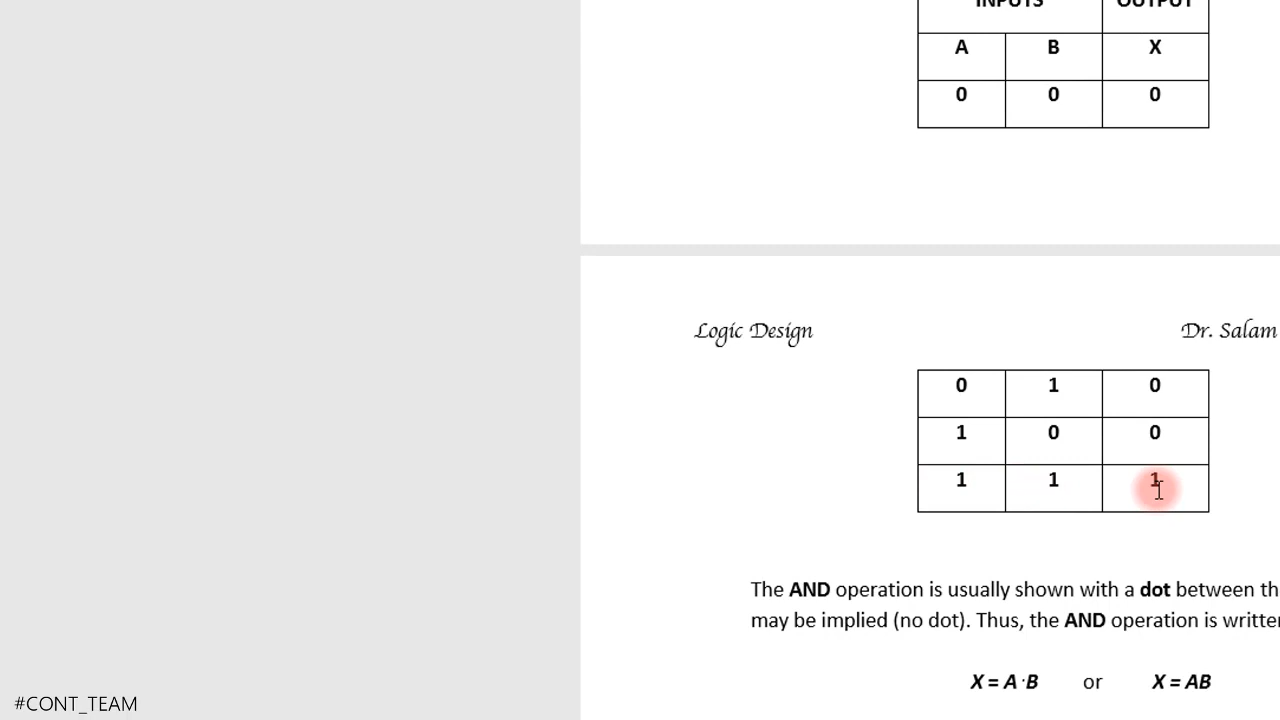 INPUTS OUTPUT
A B X
0 0 0
Logic Design Dr. Salam
0 1 0
1 0 0
1 1 1
The AND operation is usually shown with a dot between th
may be implied (no dot). Thus, the AND operation is written
X = A · B or X = AB
#CONT_TEAM